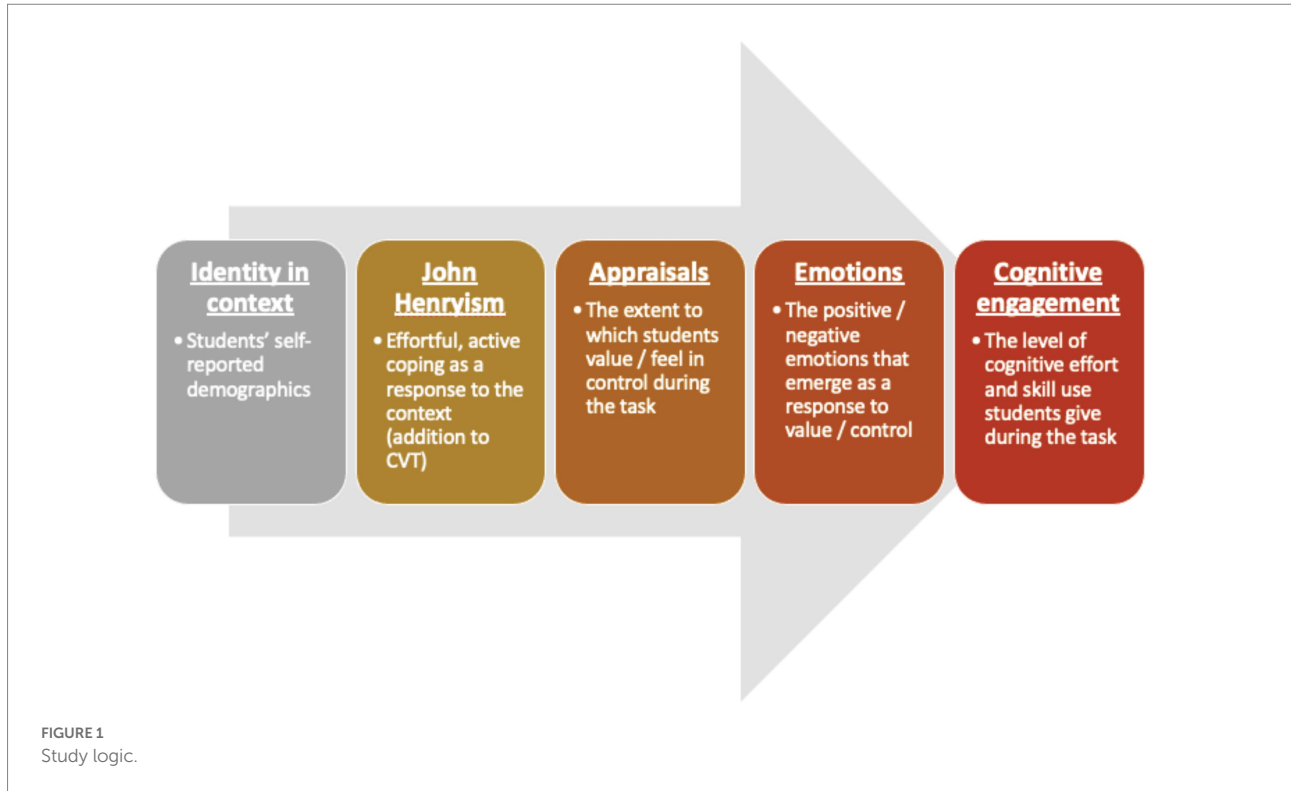 Identity in
context
• Students' self-
reported
demographics
John
Henryism
• Effortful, active
coping as a
response to the
context
(addition to
CVT)
Appraisals
• The extent to
which students
value / feel in
control during
the task
Emotions
• The positive /
negative
emotions that
emerge as a
response to
value / control
Cognitive
engagement
• The level of
cognitive effort
and skill use
students give
during the task
FIGURE 1
Study logic.